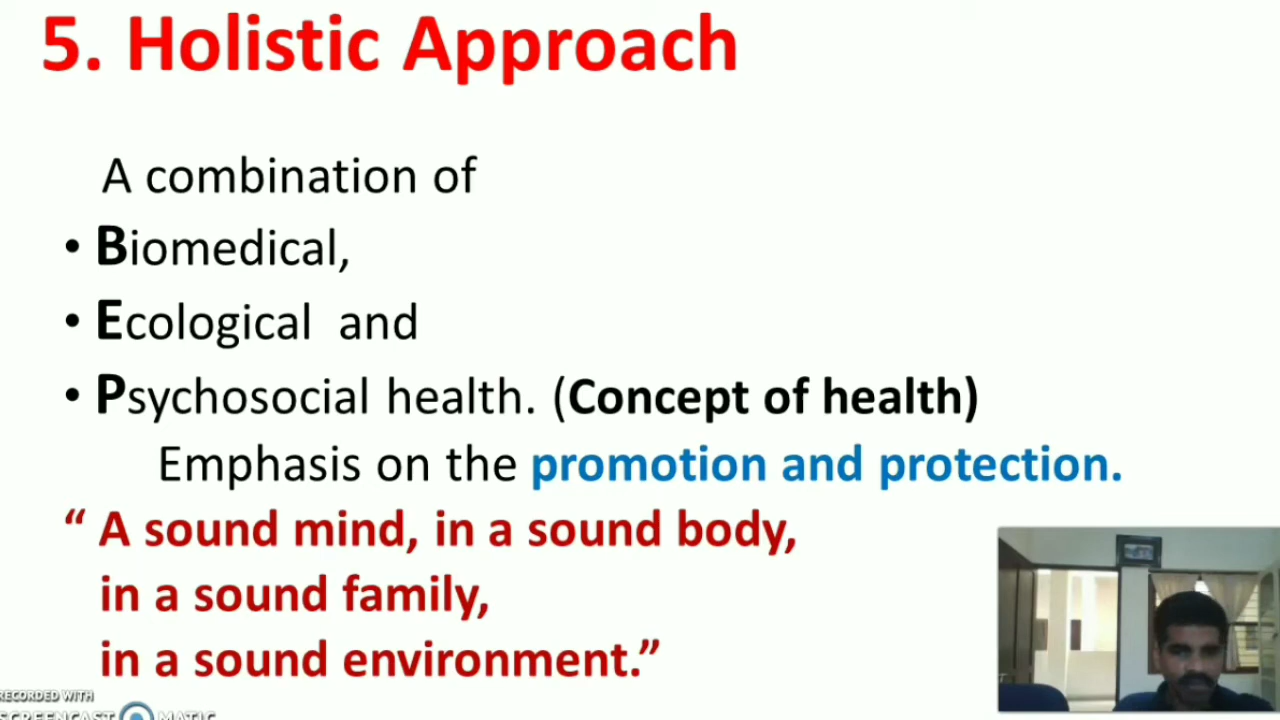 5. Holistic Approach
A combination of
• Biomedical,
• Ecological and
• Psychosocial health. (Concept of health)
Emphasis on the promotion and protection.
“ A sound mind, in a sound body,
in a sound family,
in a sound environment.”
RECORDED WITH
SCREENCAST MATIC